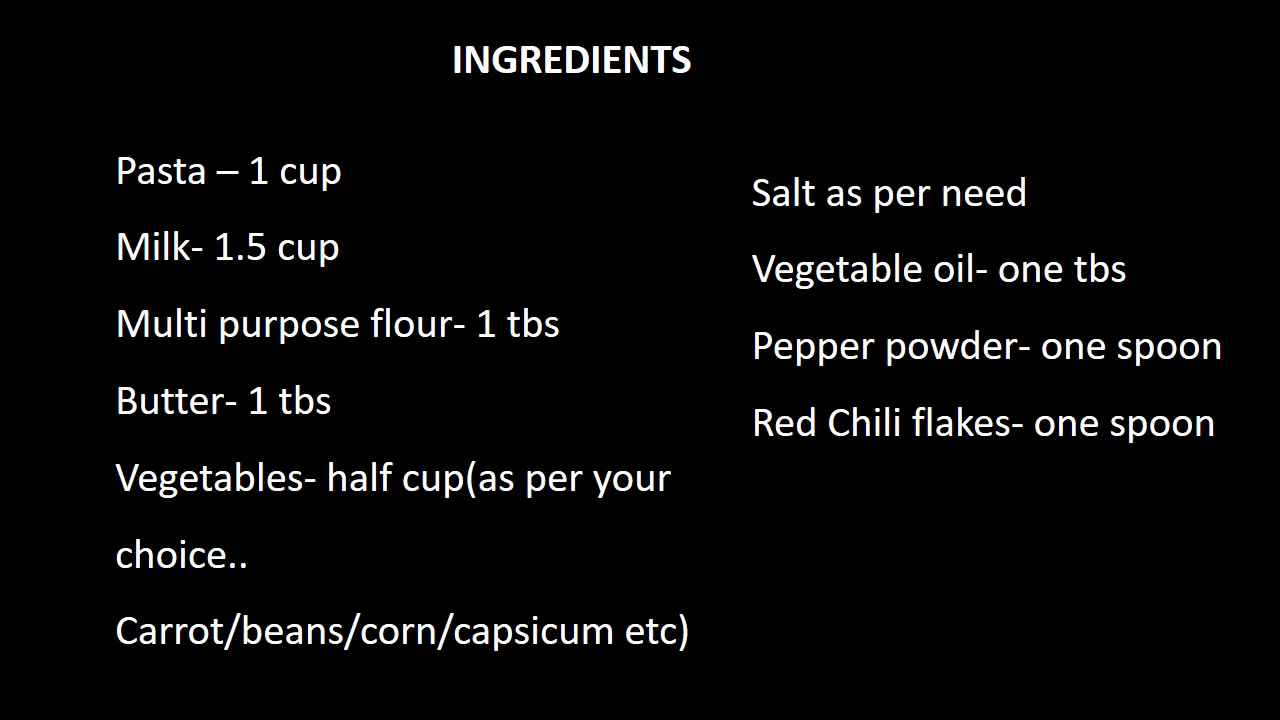 INGREDIENTS
Pasta – 1 cup
Milk- 1.5 cup
Multi purpose flour- 1 tbs
Butter- 1 tbs
Vegetables- half cup(as per your
choice..
Carrot/beans/corn/capsicum etc)
Salt as per need
Vegetable oil- one tbs
Pepper powder- one spoon
Red Chili flakes- one spoon